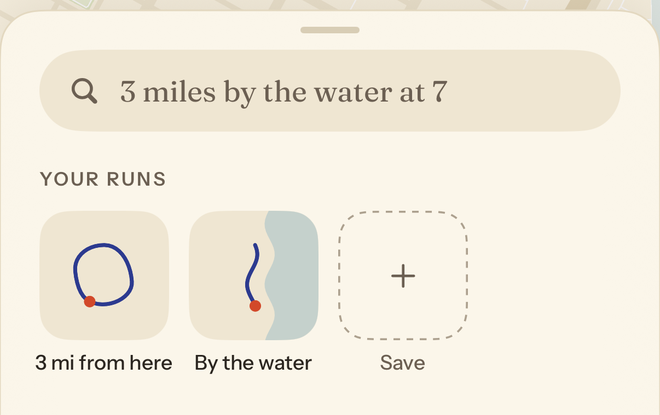 3 miles by the water at 7
YOUR RUNS
3 mi from here
By the water
Save